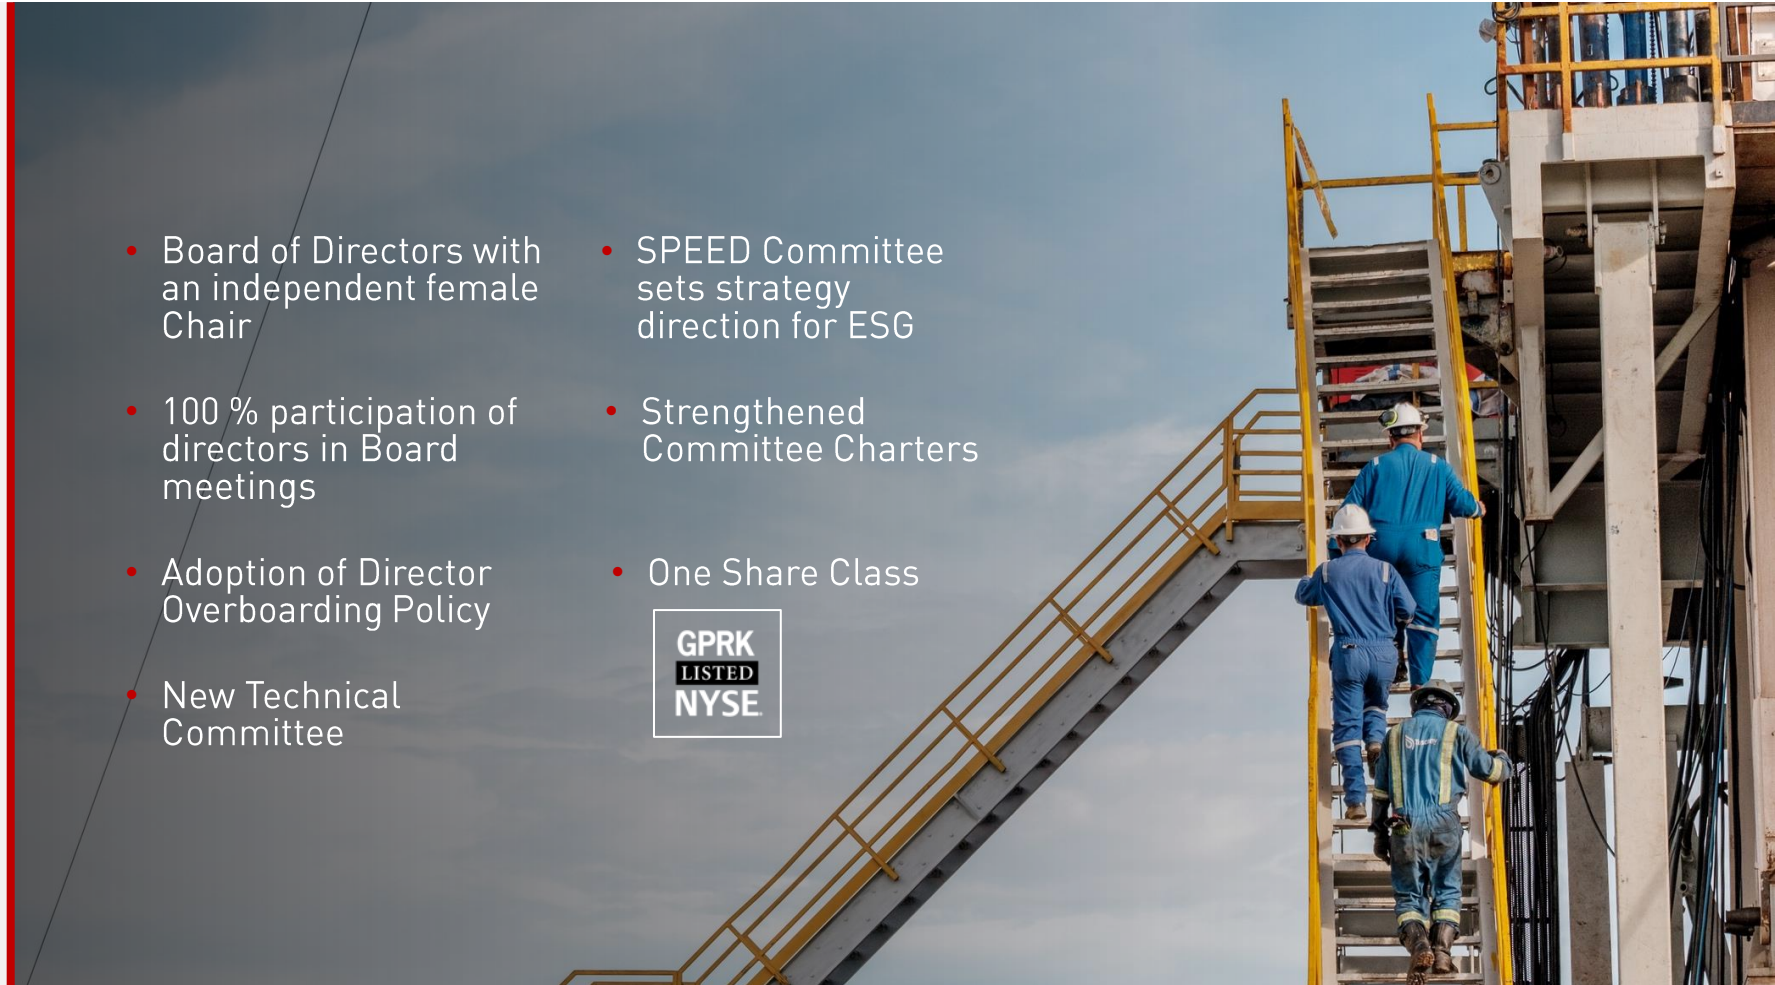 • Board of Directors with
an independent female
Chair
• 100 % participation of
directors in Board
meetings
• Adoption of Director
Overboarding Policy
• New Technical
Committee
• SPEED Committee
sets strategy
direction for ESG
• Strengthened
Committee Charters
• One Share Class
GPRK
LISTED
NYSE